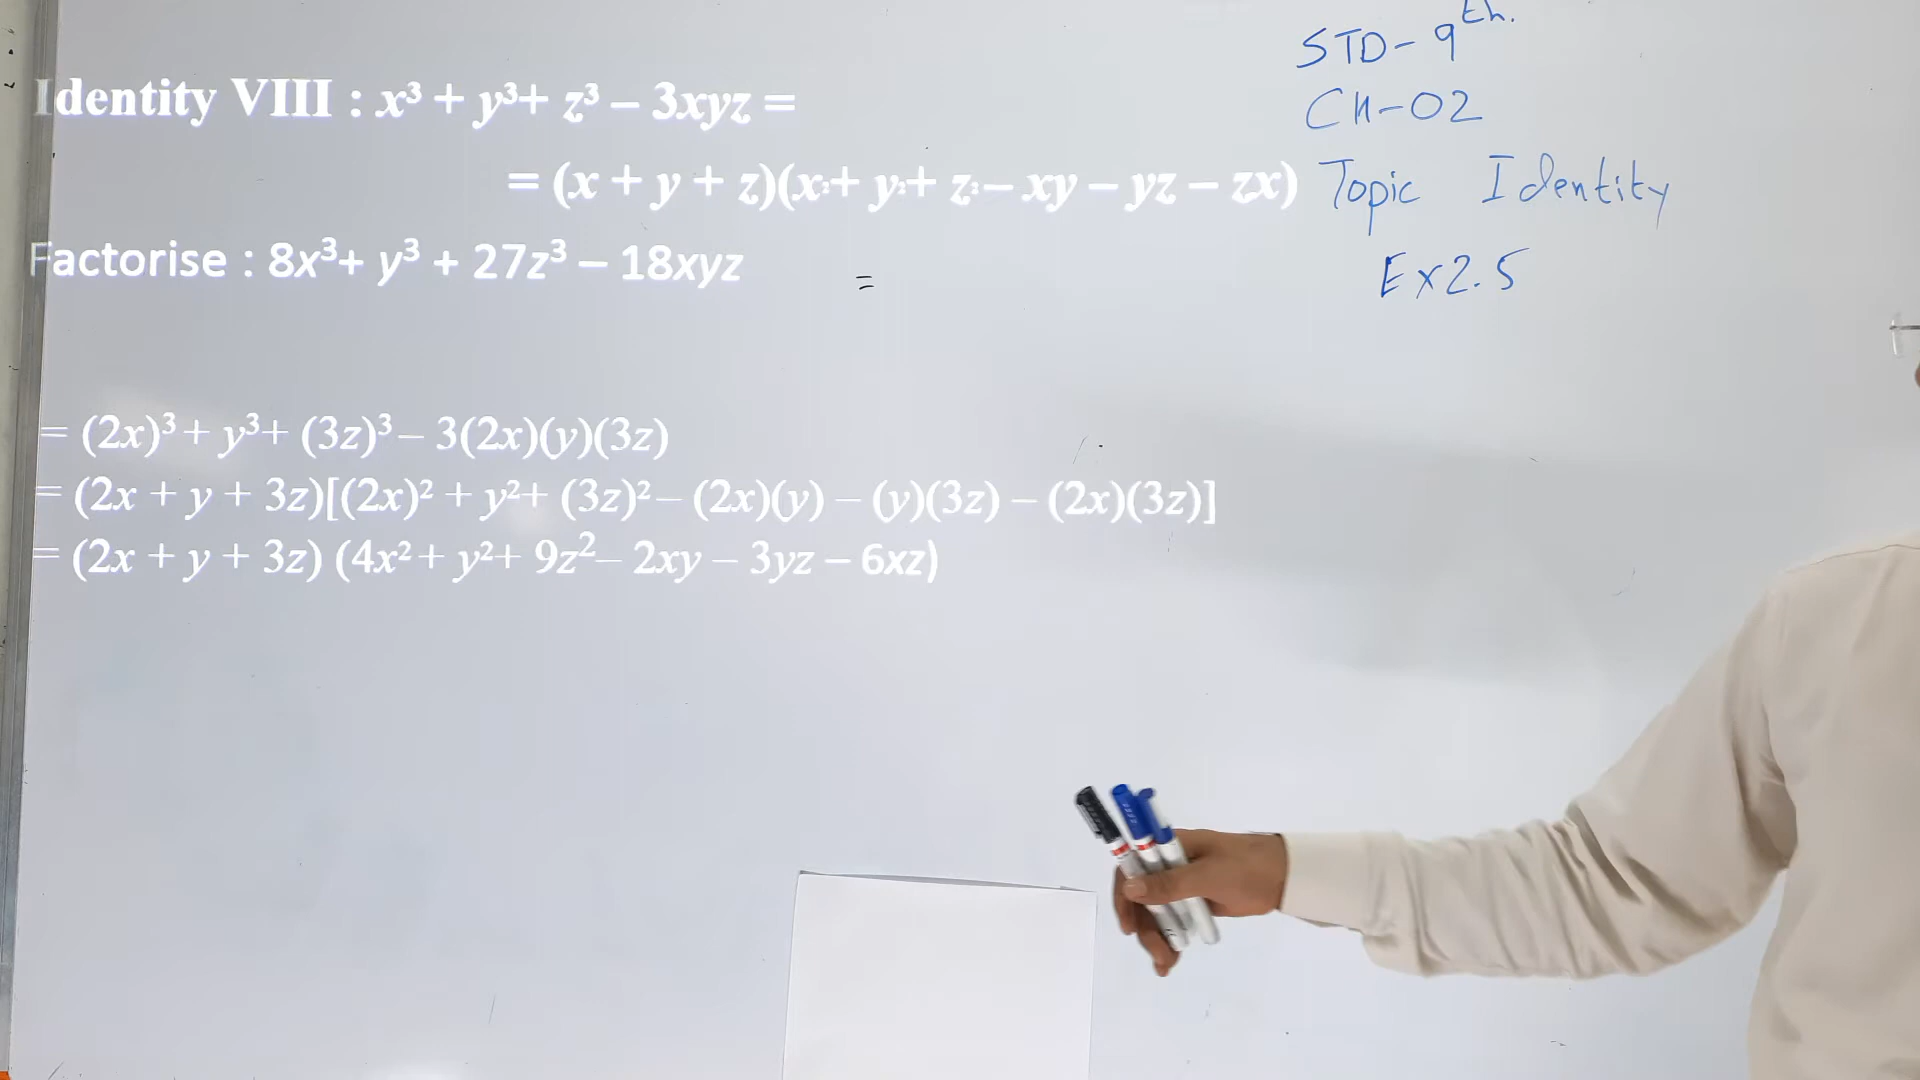 STD - 9th.
CH - 02
Topic Identity
Ex 2.5
Identity VIII : x³ + y³+ z³ – 3xyz =
= (x + y + z)(x²+ y²+ z²– xy – yz – zx)
Factorise : 8x³+ y³ + 27z³ – 18xyz =
= (2x)³ + y³+ (3z)³ – 3(2x)(y)(3z)
= (2x + y + 3z)[(2x)² + y²+ (3z)² – (2x)(y) – (y)(3z) – (2x)(3z)]
= (2x + y + 3z) (4x² + y²+ 9z² – 2xy – 3yz – 6xz)